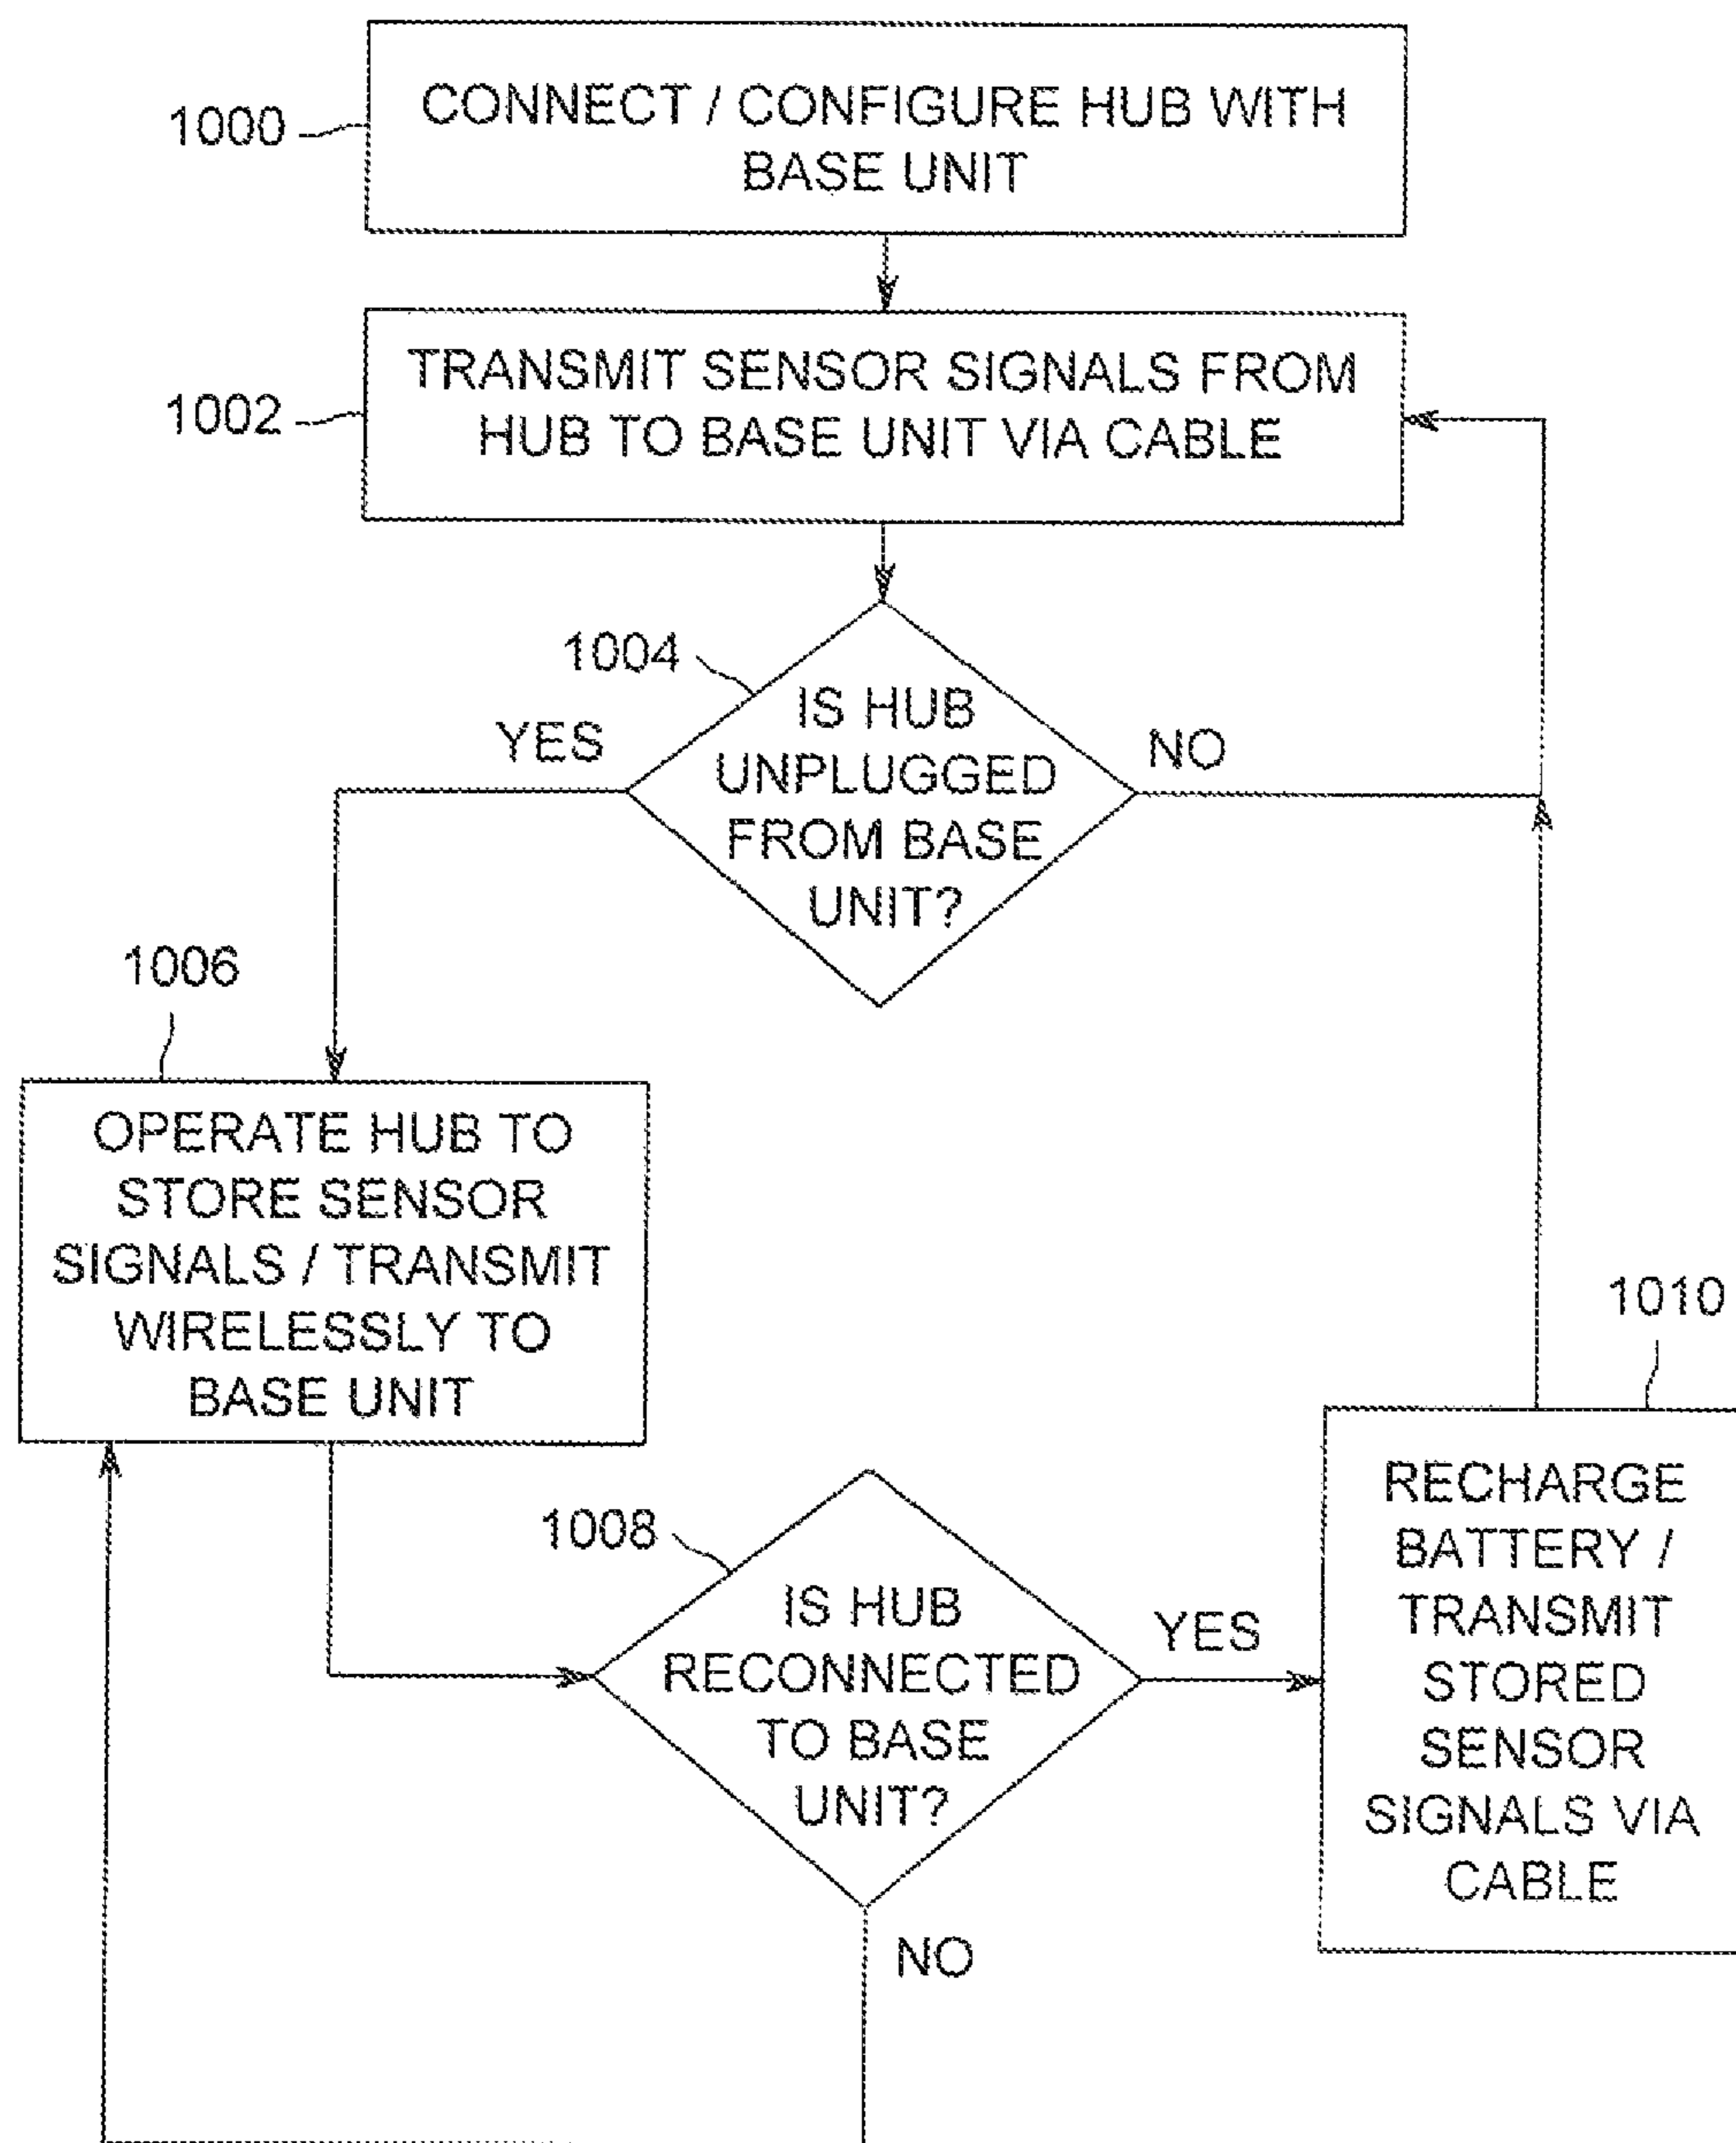 1000
CONNECT / CONFIGURE HUB WITH
BASE UNIT
1002
TRANSMIT SENSOR SIGNALS FROM
HUB TO BASE UNIT VIA CABLE
1004
IS HUB
UNPLUGGED
FROM BASE
UNIT?
YES
NO
1006
OPERATE HUB TO
STORE SENSOR
SIGNALS / TRANSMIT
WIRELESSLY TO
BASE UNIT
1008
IS HUB
RECONNECTED
TO BASE
UNIT?
YES
NO
1010
RECHARGE
BATTERY /
TRANSMIT
STORED
SENSOR
SIGNALS VIA
CABLE